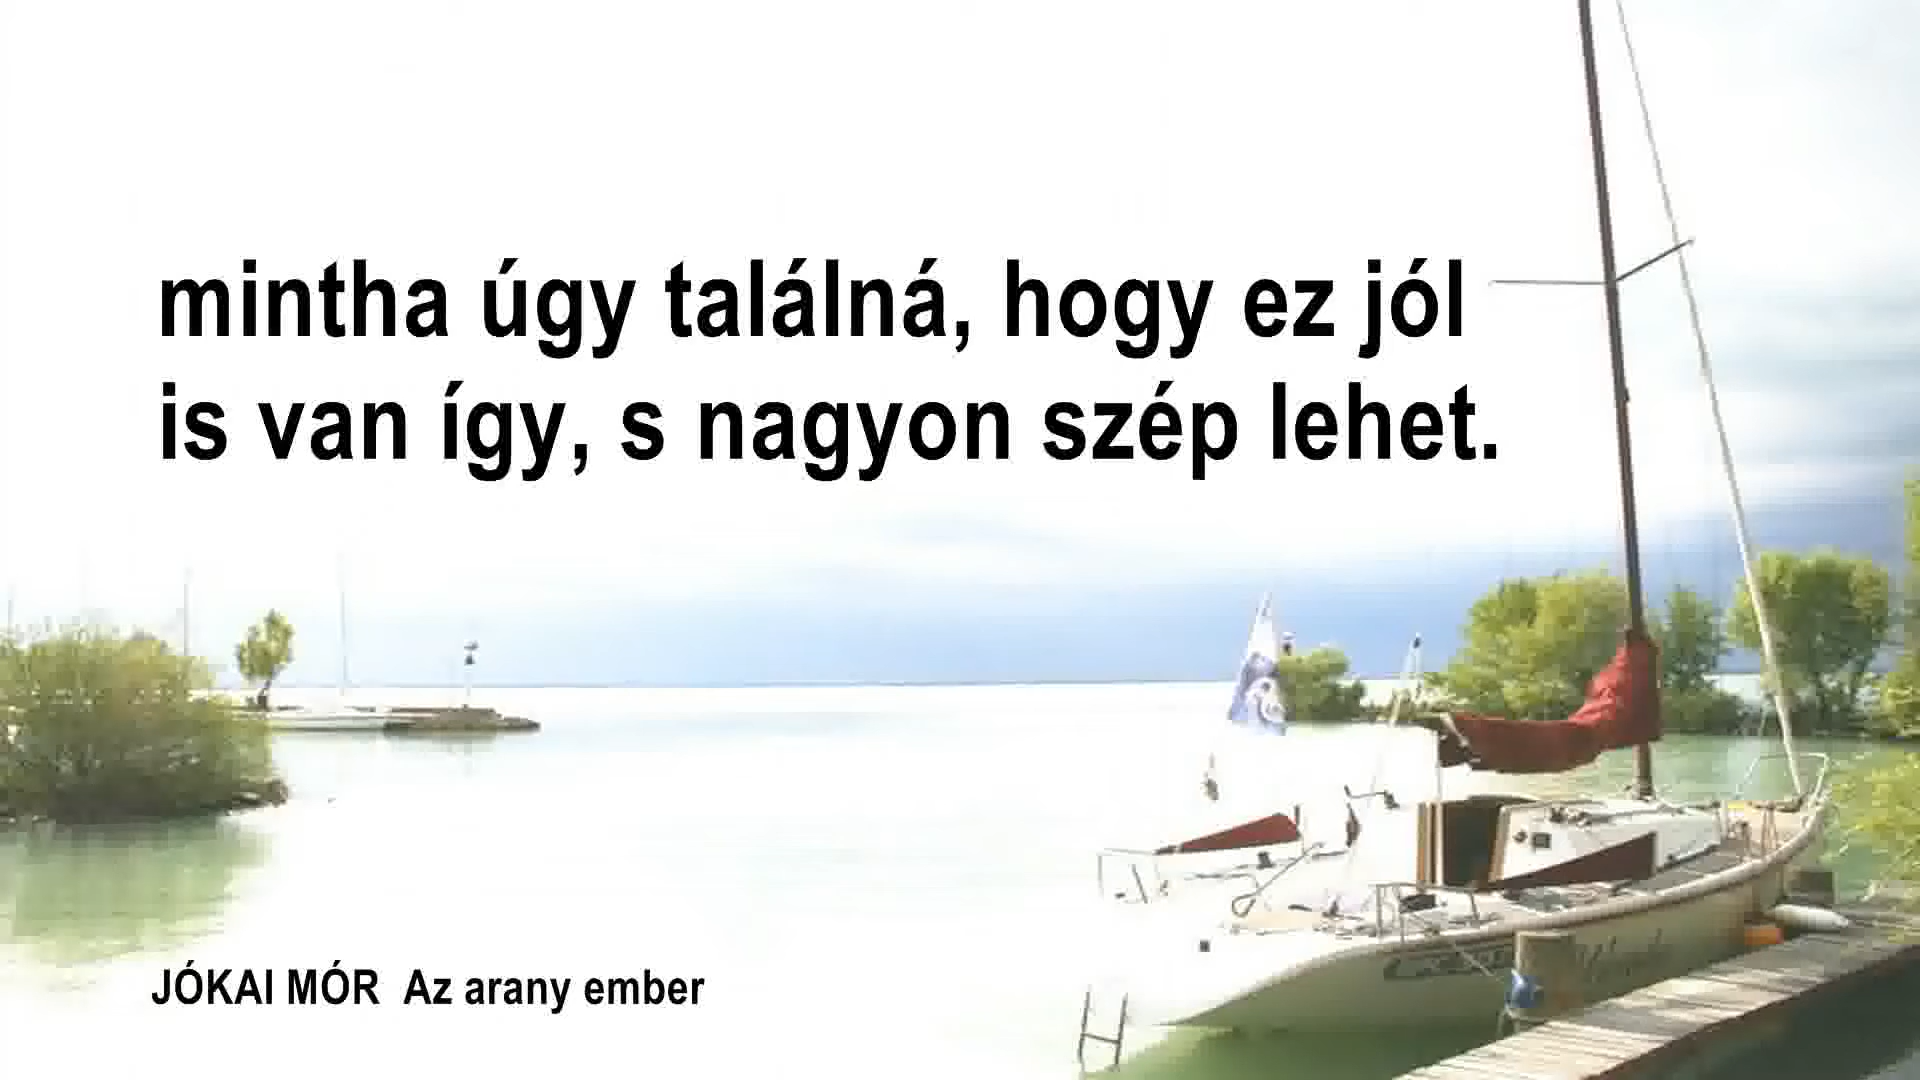 mintha úgy találná, hogy ez jól
is van így, s nagyon szép lehet.
JÓKAI MÓR Az arany ember